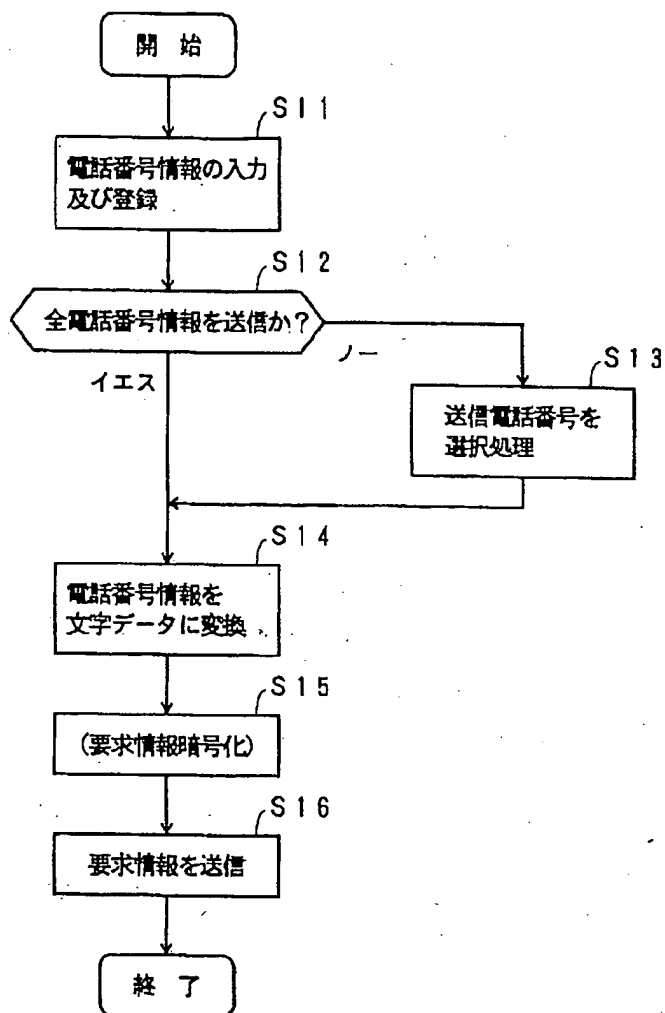 開 始
S11
電話番号情報の入力
及び登録
S12
全電話番号情報を送信か?
ノー
イエス
S13
送信電話番号を
選択処理
S14
電話番号情報を
文字データに変換
S15
(要求情報暗号化)
S16
要求情報を送信
終 了